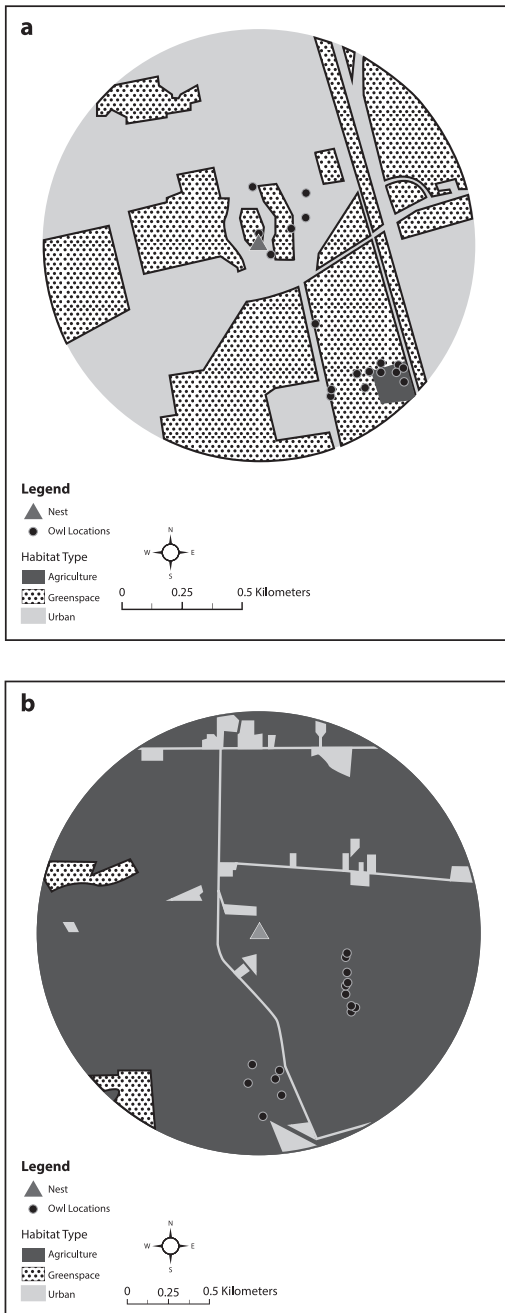 a
Legend
Nest
Owl Locations
Habitat Type
Agriculture
Greenspace
Urban
N
W E
S
0 0.25 0.5 Kilometers
b
Legend
Nest
Owl Locations
Habitat Type
Agriculture
Greenspace
Urban
N
W E
S
0 0.25 0.5 Kilometers